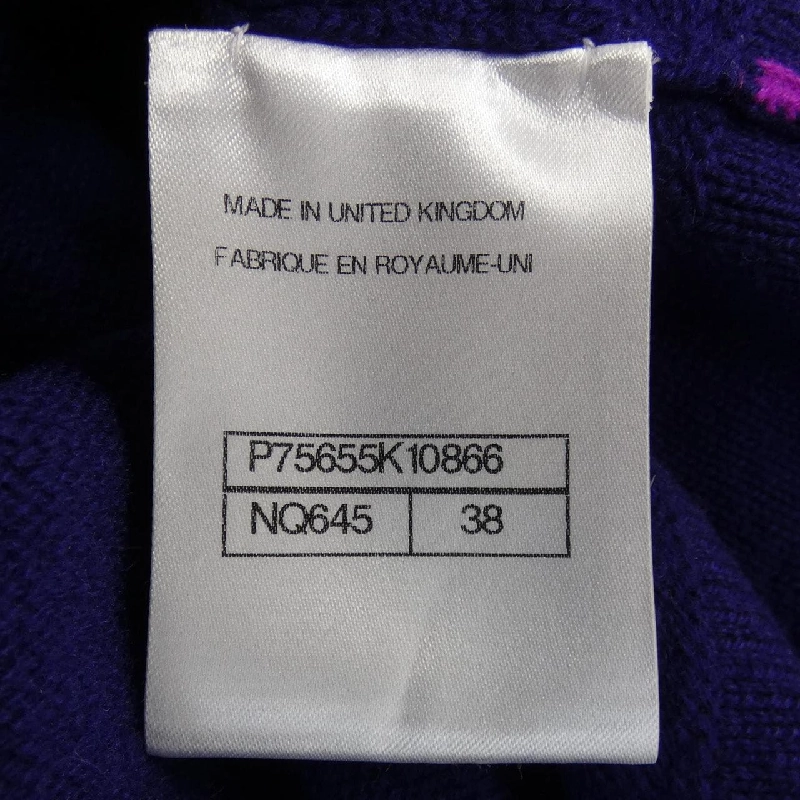 MADE IN UNITED KINGDOM
FABRIQUE EN ROYAUME-UNI
P75655K10866
NQ645 38